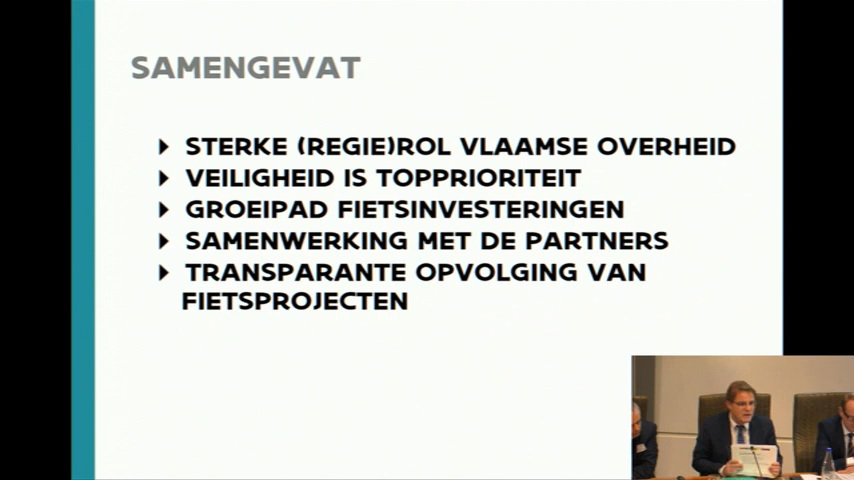 SAMENGEVAT
STERKE (REGIE)ROL VLAAMSE OVERHEID
VEILIGHEID IS TOPPRIORITEIT
GROEIPAD FIETSINVESTERINGEN
SAMENWERKING MET DE PARTNERS
TRANSPARANTE OPVOLGING VAN
FIETSPROJECTEN